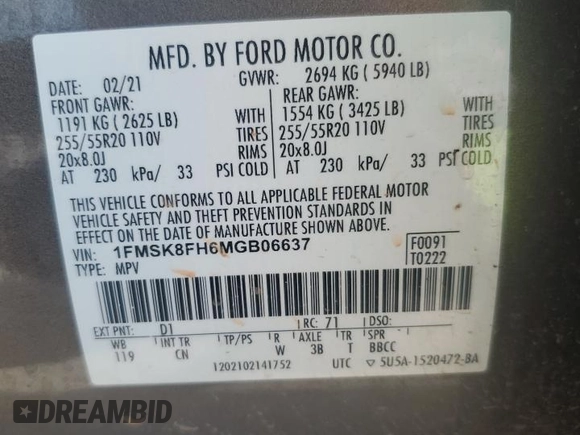 MFD. BY FORD MOTOR CO.
DATE: 02/21 GVWR: 2694 KG ( 5940 LB)
FRONT GAWR: REAR GAWR:
1191 KG ( 2625 LB) WITH 1554 KG ( 3425 LB) WITH
255/55R20 110V TIRES 255/55R20 110V TIRES
20x8.0J RIMS 20x8.0J RIMS
AT 230 kPa/ 33 PSI COLD AT 230 kPa/ 33 PSI COLD
THIS VEHICLE CONFORMS TO ALL APPLICABLE FEDERAL MOTOR
VEHICLE SAFETY AND THEFT PREVENTION STANDARDS IN
EFFECT ON THE DATE OF MANUFACTURE SHOWN ABOVE.
VIN: 1FMSK8FH6MGB06637 F0091
TYPE: MPV T0222
EXT PNT: D1 RC: 71 DSO:
WB INT TR TP/PS R AXLE TR SPR
119 CN W 3B T BBCC
1202102141752 UTC 5U5A-1520472-8A
DREAMBID